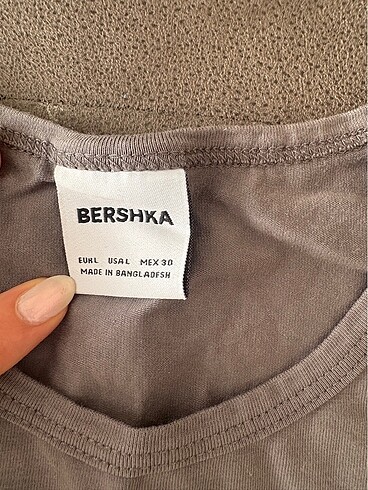 BERSHKA
EUR L USA L MEX 30
MADE IN BANGLADESH